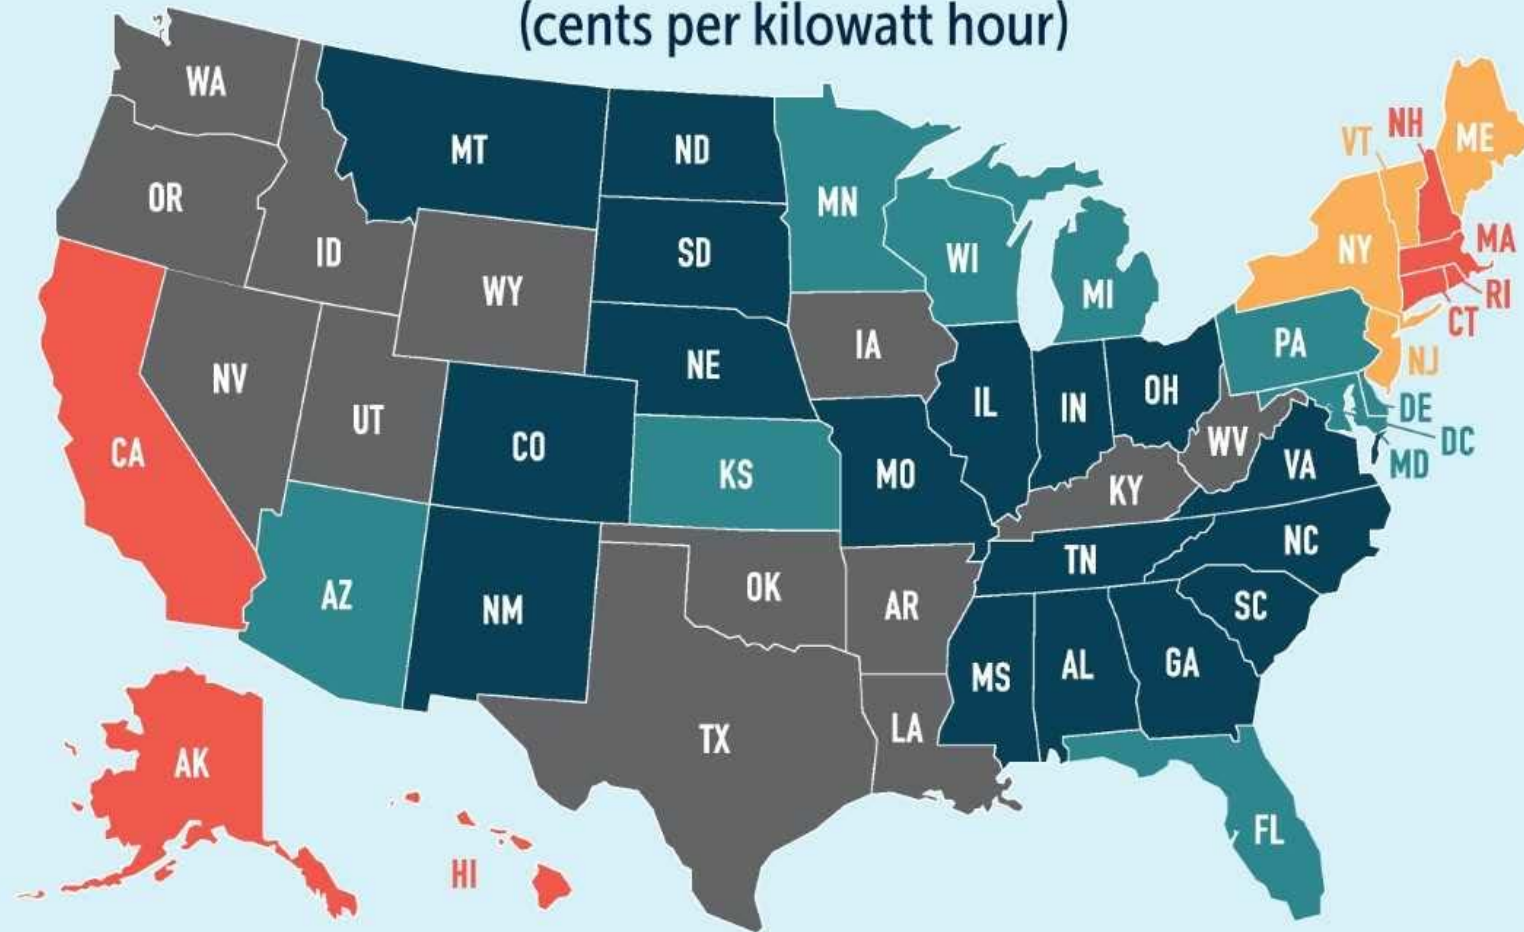 (cents per kilowatt hour)
WA
MT
ND
MN
VT
NH
ME
OR
ID
WY
SD
WI
MI
NY
MA
RI
CT
NV
UT
NE
IA
PA
NJ
CA
CO
KS
MO
IL
IN
OH
WV
VA
DE
DC
MD
KY
AZ
NM
OK
AR
TN
NC
SC
TX
LA
MS
AL
GA
AK
HI
FL